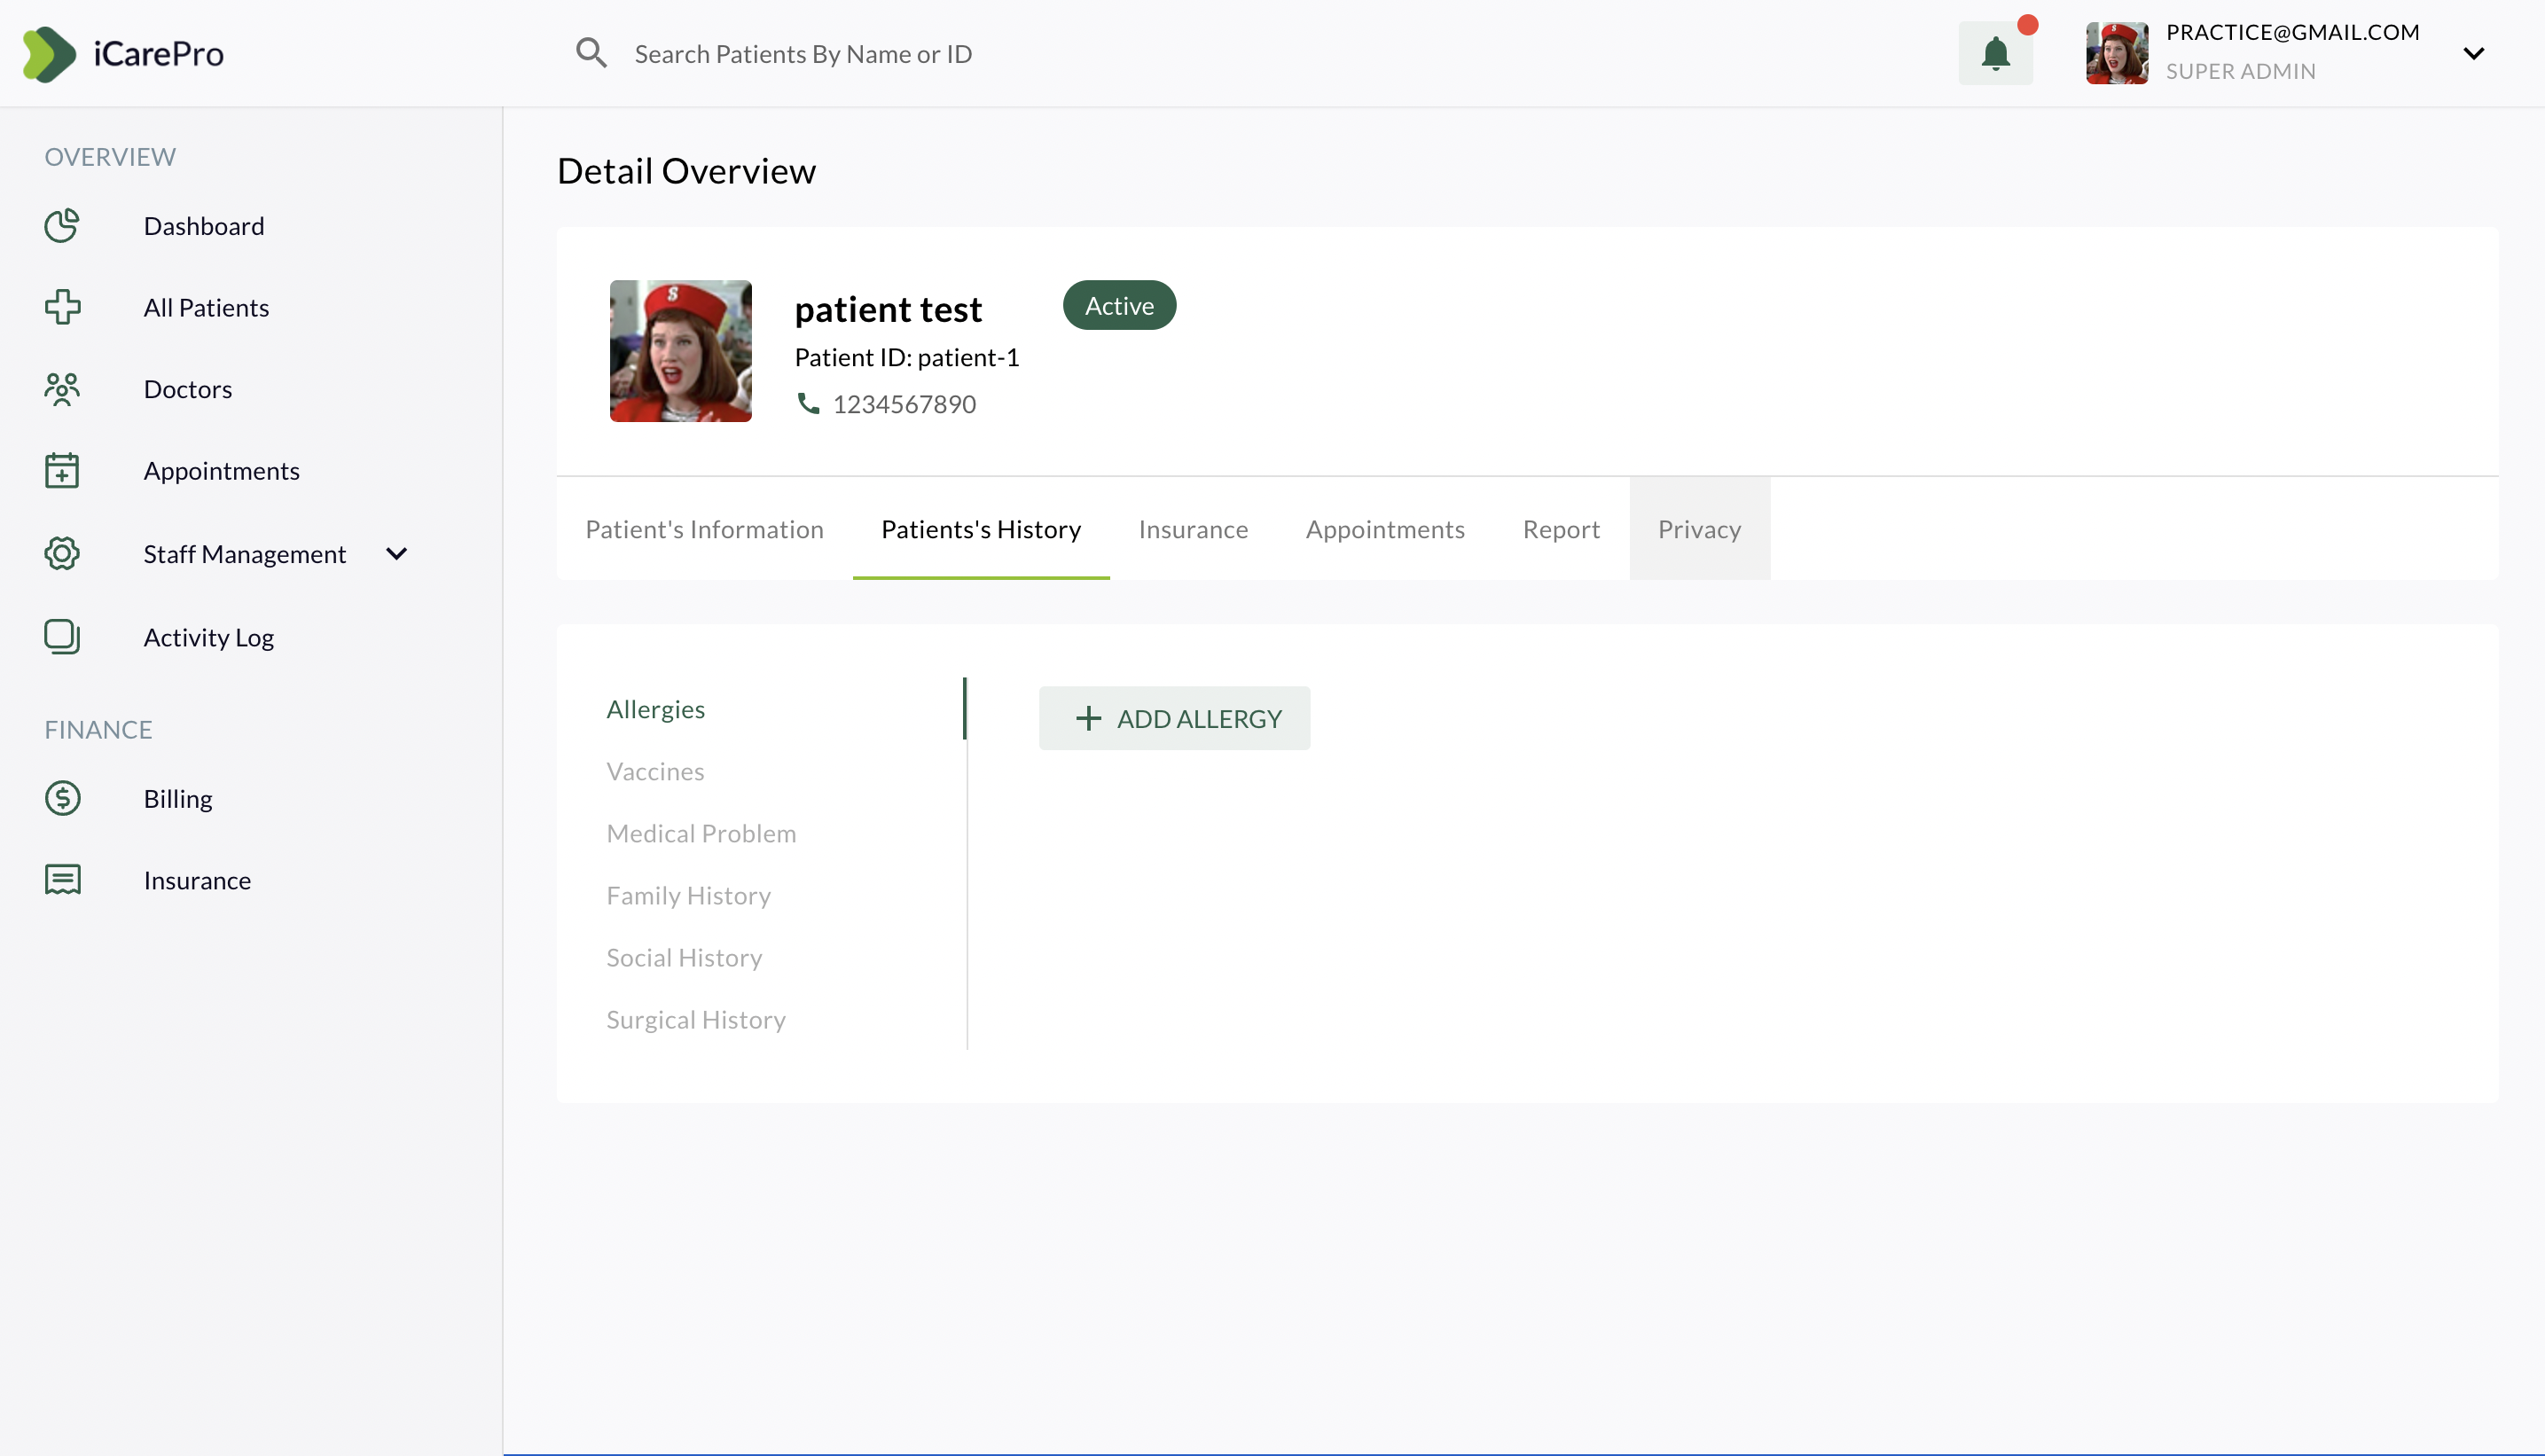 iCarePro
Search Patients By Name or ID
PRACTICE@GMAIL.COM
SUPER ADMIN
OVERVIEW
Dashboard
All Patients
Doctors
Appointments
Staff Management
Activity Log
FINANCE
Billing
Insurance
Detail Overview
S
patient test
Active
Patient ID: patient-1
1234567890
Patient's Information
Patients's History
Insurance
Appointments
Report
Privacy
Allergies
Vaccines
Medical Problem
Family History
Social History
Surgical History
ADD ALLERGY